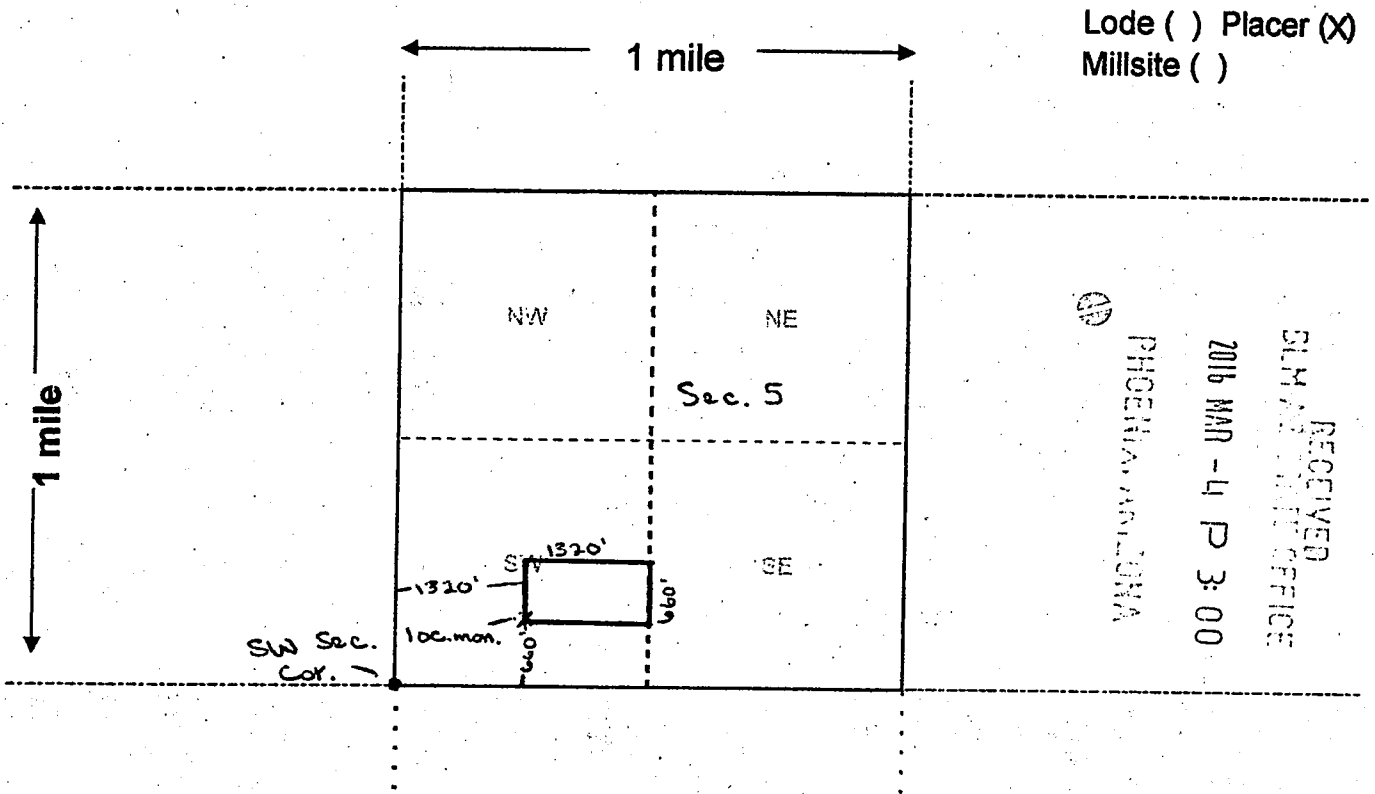 Lode ( ) Placer (X)
Millsite ( )
1 mile
1 mile
NW
NE
Sec. 5
SW
SE
1320'
1320'
660'
loc. mon.
660'
SW Sec.
Cor.
RECEIVED
OFFICE
2016 MAR -4 P 3:00
PHOENIX, ARIZONA